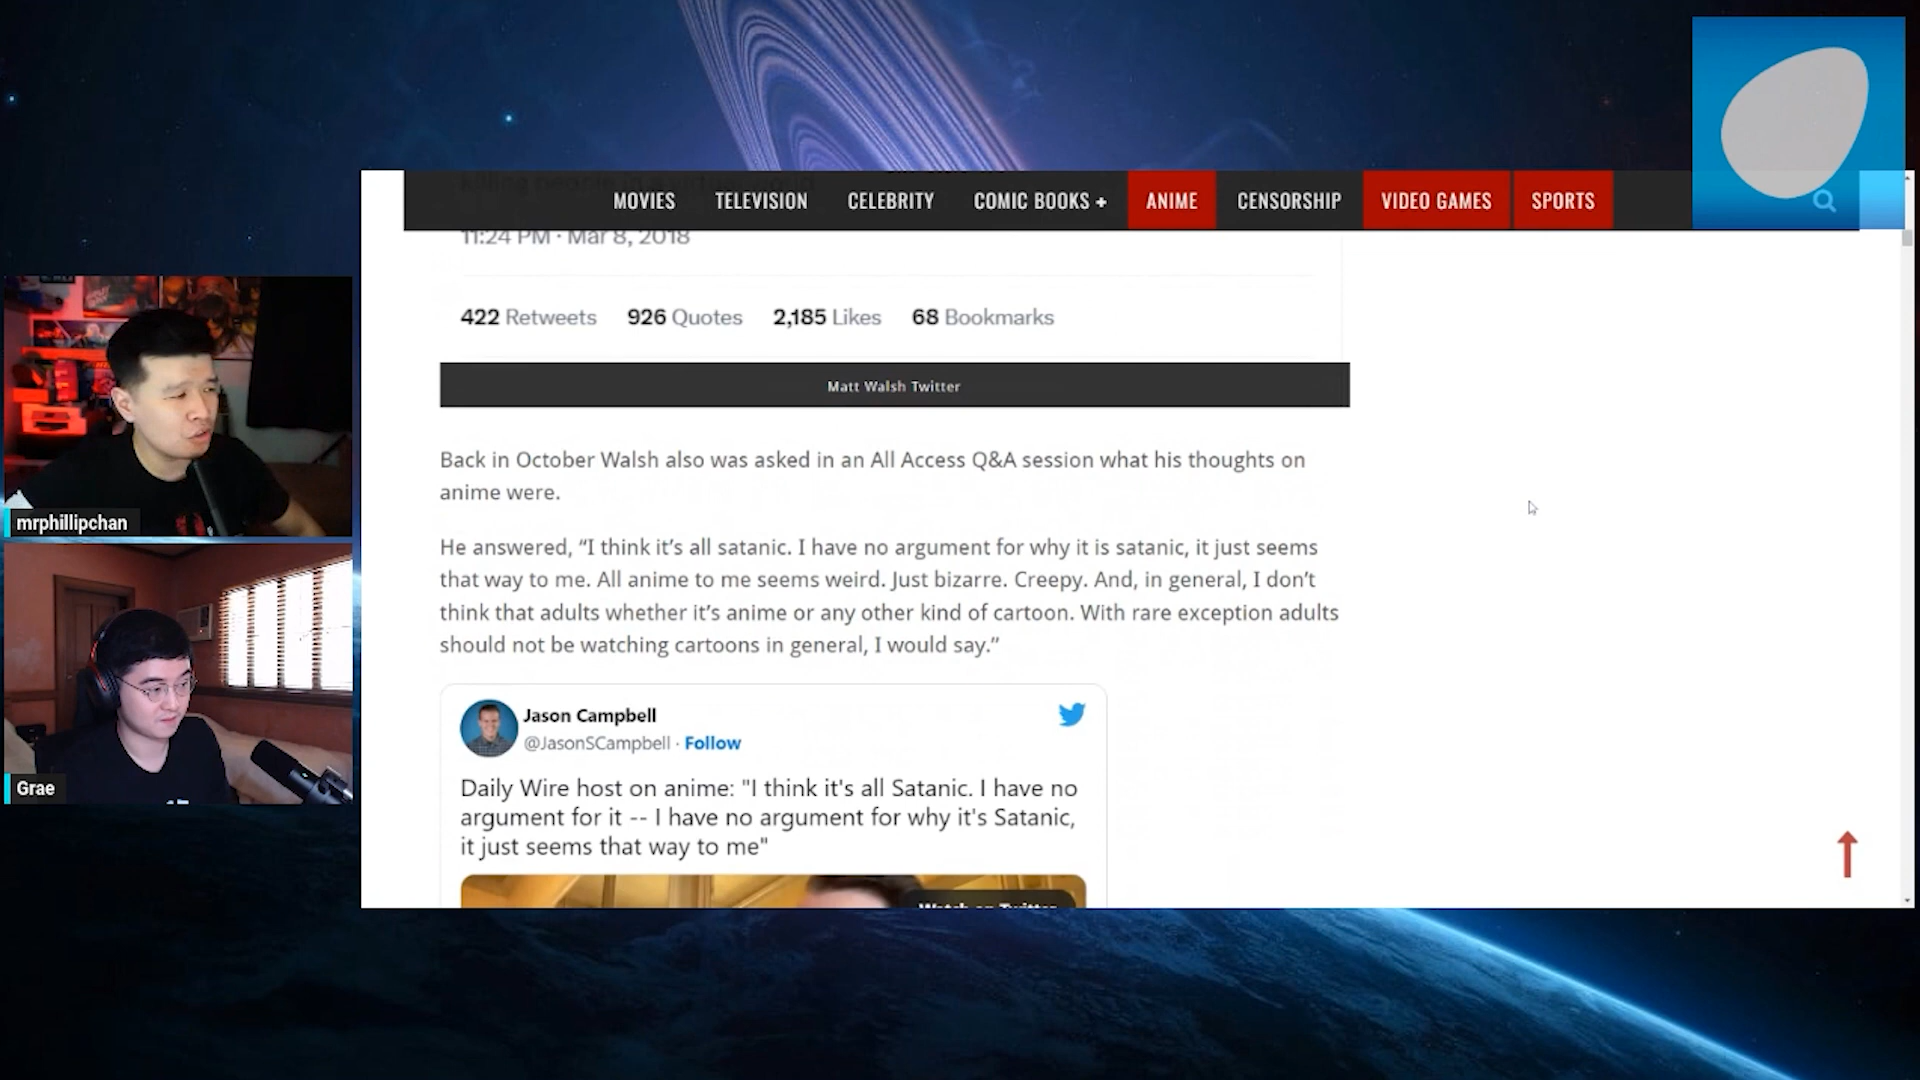 MOVIES TELEVISION CELEBRITY COMIC BOOKS + ANIME CENSORSHIP VIDEO GAMES SPORTS
11:24 PM · Mar 8, 2018
422 Retweets 926 Quotes 2,185 Likes 68 Bookmarks
Matt Walsh Twitter
Back in October Walsh also was asked in an All Access Q&A session what his thoughts on
anime were.
He answered, “I think it’s all satanic. I have no argument for why it is satanic, it just seems
that way to me. All anime to me seems weird. Just bizarre. Creepy. And, in general, I don’t
think that adults whether it’s anime or any other kind of cartoon. With rare exception adults
should not be watching cartoons in general, I would say.”
Jason Campbell
@JasonSCampbell · Follow
Daily Wire host on anime: "I think it's all Satanic. I have no
argument for it -- I have no argument for why it's Satanic,
it just seems that way to me"
Watch on Twitter
mrphillipchan
Grae